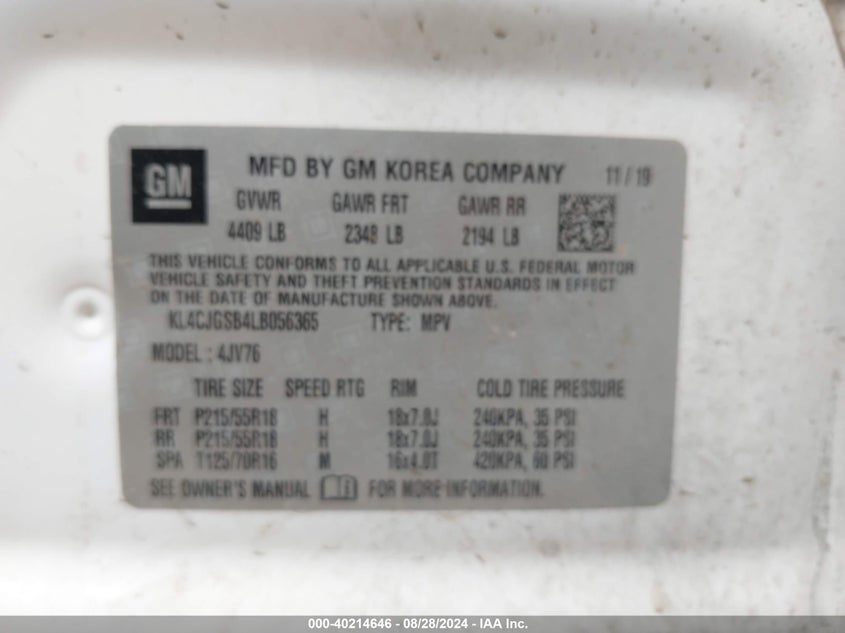 GM
MFD BY GM KOREA COMPANY 11/19
GVWR GAWR FRT GAWR RR
4409 LB 2348 LB 2194 LB
THIS VEHICLE CONFORMS TO ALL APPLICABLE U.S. FEDERAL MOTOR
VEHICLE SAFETY AND THEFT PREVENTION STANDARDS IN EFFECT
ON THE DATE OF MANUFACTURE SHOWN ABOVE.
KL4CJGSB4LB056365 TYPE: MPV
MODEL: 4JV76
TIRE SIZE SPEED RTG RIM COLD TIRE PRESSURE
FRT P215/55R18 H 18x7.0J 240KPA, 35 PSI
RR P215/55R18 H 18x7.0J 240KPA, 35 PSI
SPA T125/70R16 M 16x4.0T 420KPA, 60 PSI
SEE OWNER'S MANUAL FOR MORE INFORMATION.
000-40214646 - 08/28/2024 - IAA Inc.